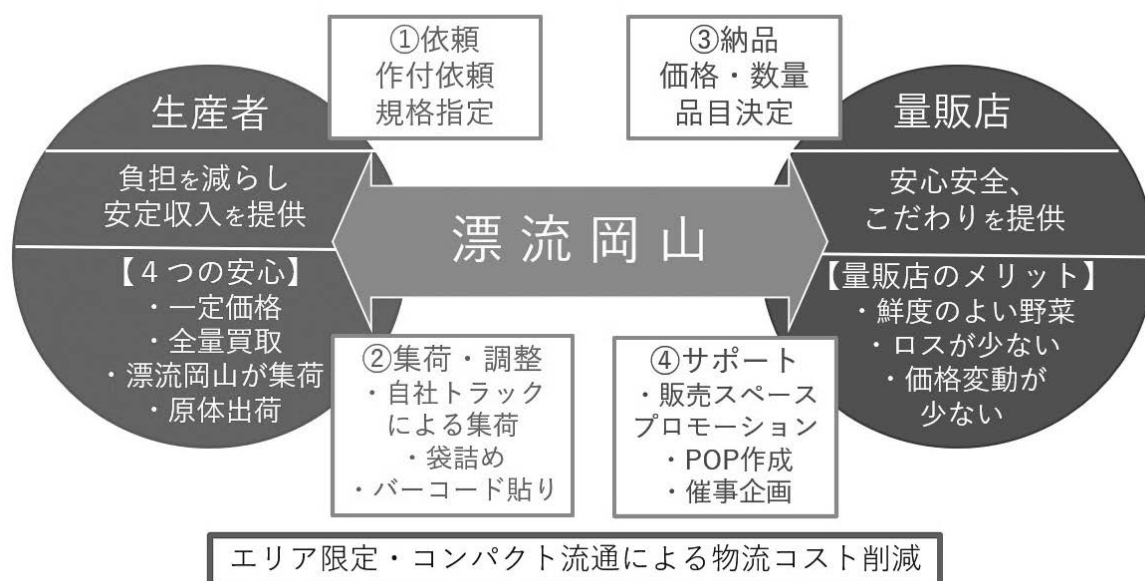 生産者
負担を減らし
安定収入を提供
【４つの安心】
・一定価格
・全量買取
・漂流岡山が集荷
・原体出荷
①依頼
作付依頼
規格指定
②集荷・調整
・自社トラック
による集荷
・袋詰め
・バーコード貼り
漂流岡山
③納品
価格・数量
品目決定
④サポート
・販売スペース
プロモーション
・POP作成
・催事企画
量販店
安心安全、
こだわりを提供
【量販店のメリット】
・鮮度のよい野菜
・ロスが少ない
・価格変動が
少ない
エリア限定・コンパクト流通による物流コスト削減